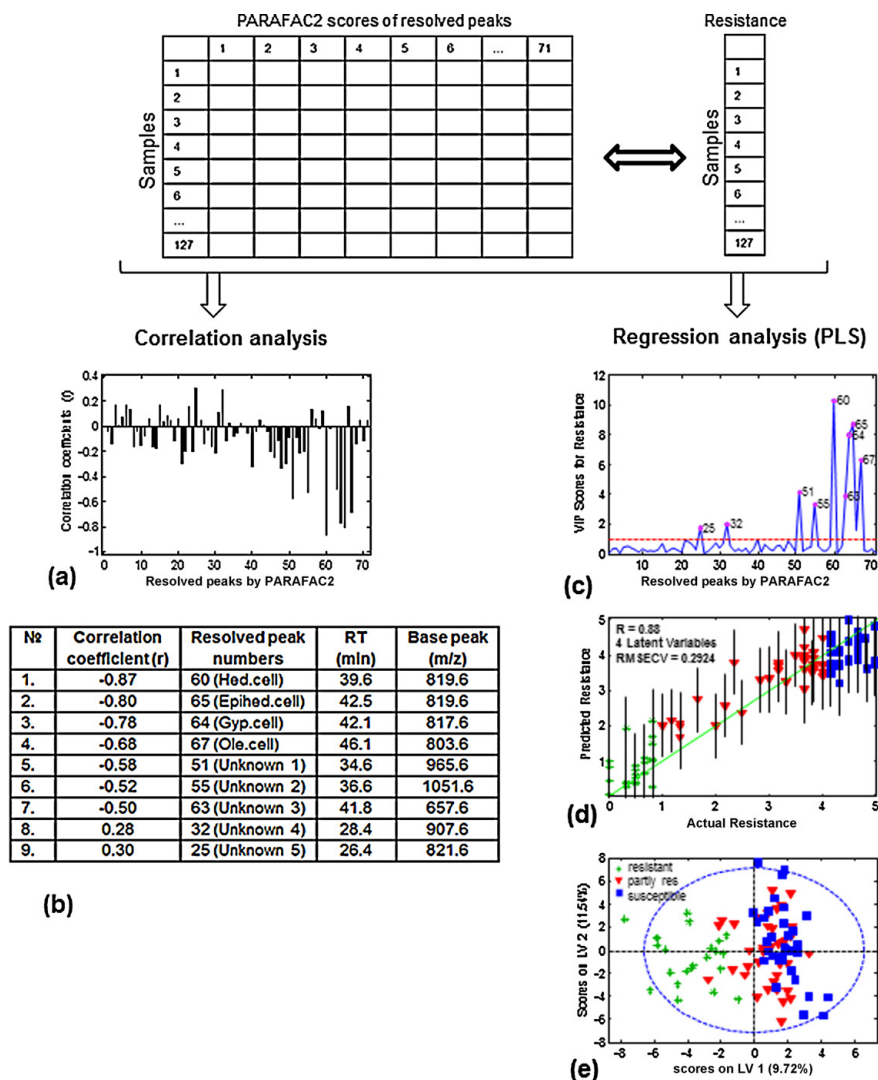 PARAFAC2 scores of resolved peaks
Resistance
1 2 3 4 5 6 ... 71
Samples
1
2
3
4
5
6
...
127
Samples
1
2
3
4
5
6
...
127
Correlation analysis
Regression analysis (PLS)
Correlation coefficients (r)
0.4
0.2
0
-0.2
-0.4
-0.6
-0.8
-1
0 10 20 30 40 50 60 70
Resolved peaks by PARAFAC2
(a)
VIP Scores for Resistance
12
10
8
6
4
2
0
25
32
51
55
60
63
64
65
67
0 10 20 30 40 50 60 70
Resolved peaks by PARAFAC2
(c)
№ Correlation coefficient (r) Resolved peak numbers RT (min) Base peak (m/z)
1. -0.87 60 (Hed.cell) 39.6 819.6
2. -0.80 65 (Epihed.cell) 42.5 819.6
3. -0.78 64 (Gyp.cell) 42.1 817.6
4. -0.68 67 (Ole.cell) 46.1 803.6
5. -0.58 51 (Unknown 1) 34.6 965.6
6. -0.52 55 (Unknown 2) 36.6 1051.6
7. -0.50 63 (Unknown 3) 41.8 657.6
8. 0.28 32 (Unknown 4) 28.4 907.6
9. 0.30 25 (Unknown 5) 26.4 821.6
(b)
R = 0.88
4 Latent Variables
RMSECV = 0.2924
Predicted Resistance
5
4
3
2
1
0
0 1 2 3 4 5
Actual Resistance
(d)
resistant
partly res
susceptible
Scores on LV 2 (11.54%)
8
6
4
2
0
-2
-4
-6
-8
-8 -6 -4 -2 0 2 4 6
scores on LV 1 (9.72%)
(e)